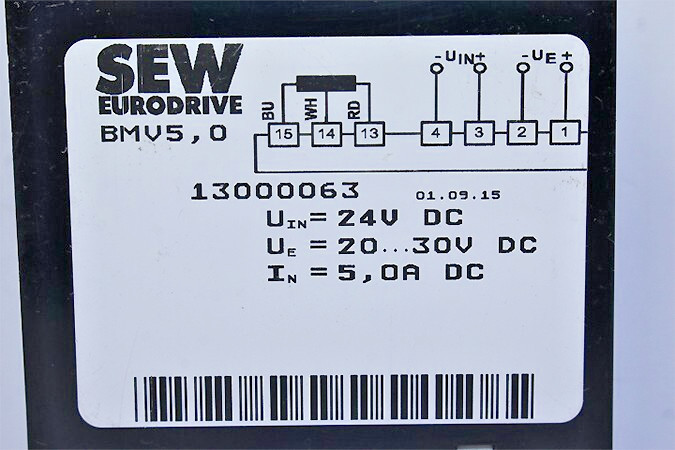 SEW
EURODRIVE
BMV5,0
-UIN+ -UE+
BU WH RD
15 14 13 4 3 2 1
13000063 01.09.15
UIN= 24V DC
UE = 20...30V DC
IN = 5,0A DC